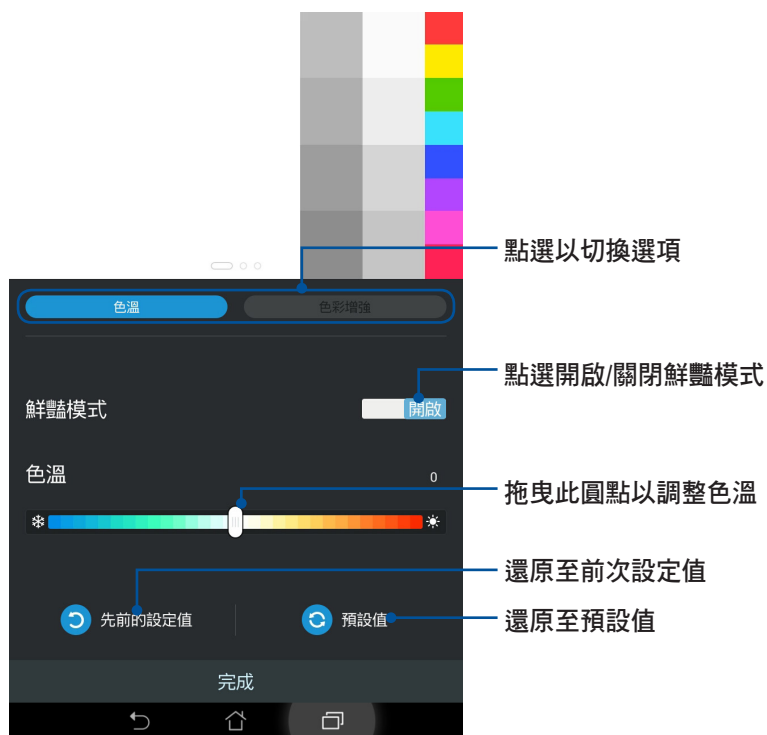 點選以切換選項
色溫
色彩增強
點選開啟/關閉鮮豔模式
鮮豔模式
開啟
色溫
0
拖曳此圓點以調整色溫
還原至前次設定值
先前的設定值
預設值
還原至預設值
完成